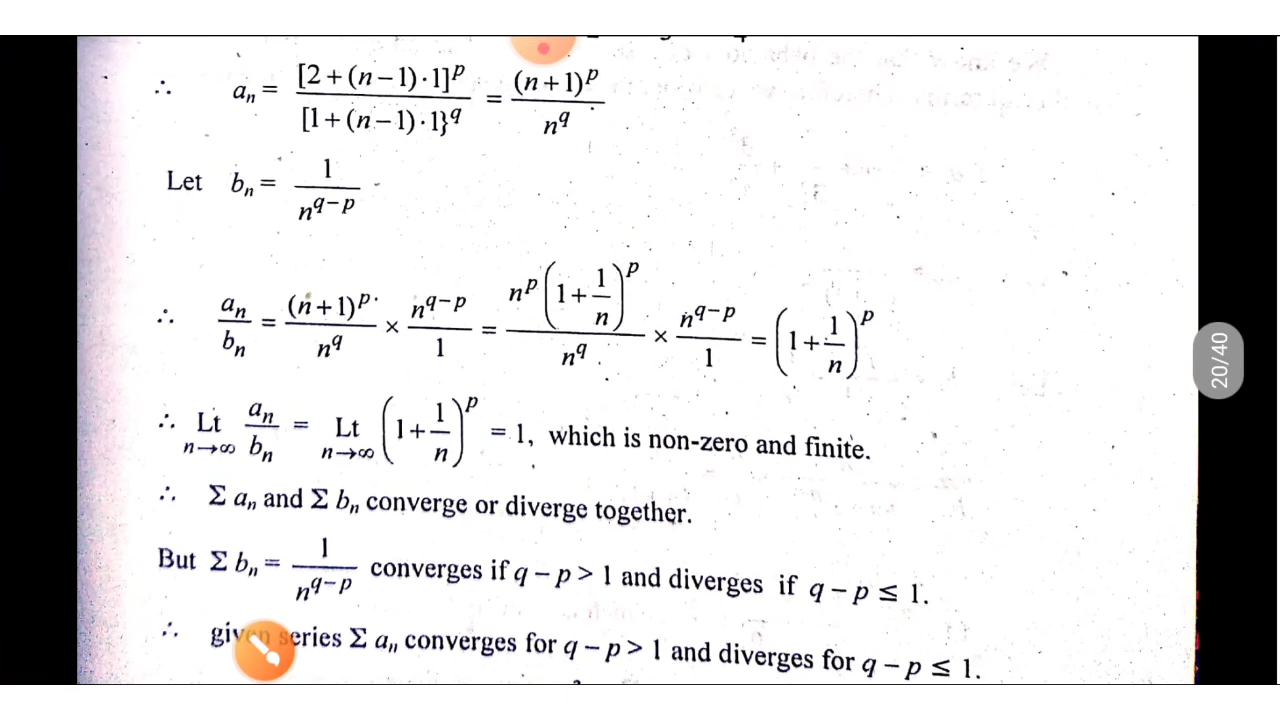 ∴ aₙ = [2 + (n − 1) · 1]ᵖ / [1 + (n − 1) · 1}^q = (n + 1)ᵖ / n^q
Let bₙ = 1 / n^(q − p)
∴ aₙ / bₙ = (n + 1)ᵖ / n^q × n^(q − p) / 1 = nᵖ (1 + 1/n)ᵖ / n^q × n^(q − p) / 1 = (1 + 1/n)ᵖ
∴ Lt n→∞ aₙ / bₙ = Lt n→∞ (1 + 1/n)ᵖ = 1, which is non-zero and finite.
∴ Σ aₙ and Σ bₙ converge or diverge together.
But Σ bₙ = 1 / n^(q − p) converges if q − p > 1 and diverges if q − p ≤ 1.
∴ given series Σ aₙ converges for q − p > 1 and diverges for q − p ≤ 1.
20/40